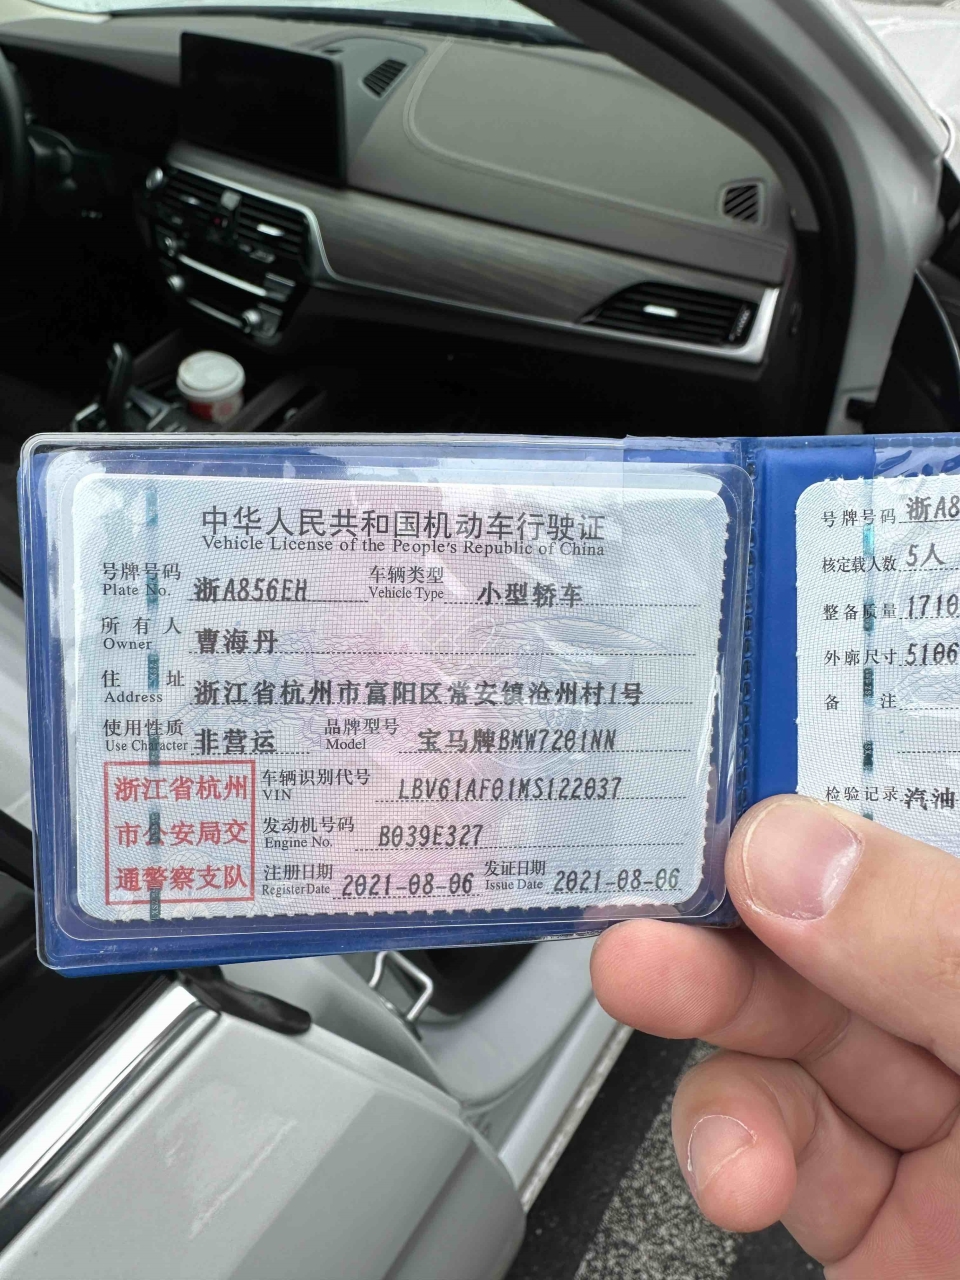 中华人民共和国机动车行驶证
Vehicle License of the People's Republic of China
号牌号码 浙A856EH 车辆类型 小型轿车
Plate No. Vehicle Type
所有人 曹海丹
Owner
住址 浙江省杭州市富阳区常安镇沧州村1号
Address
使用性质 非营运 品牌型号 宝马牌BMW7201NN
Use Character Model
浙江省杭州
市公安局交
通警察支队
车辆识别代号 LBV61AF01MS122037
VIN
发动机号码 B039E327
Engine No.
注册日期 2021-08-06 发证日期 2021-08-06
Register Date Issue Date
号牌号码 浙A8
核定载人数 5人
整备质量 1710
外廓尺寸 5106
备注
检验记录 汽油